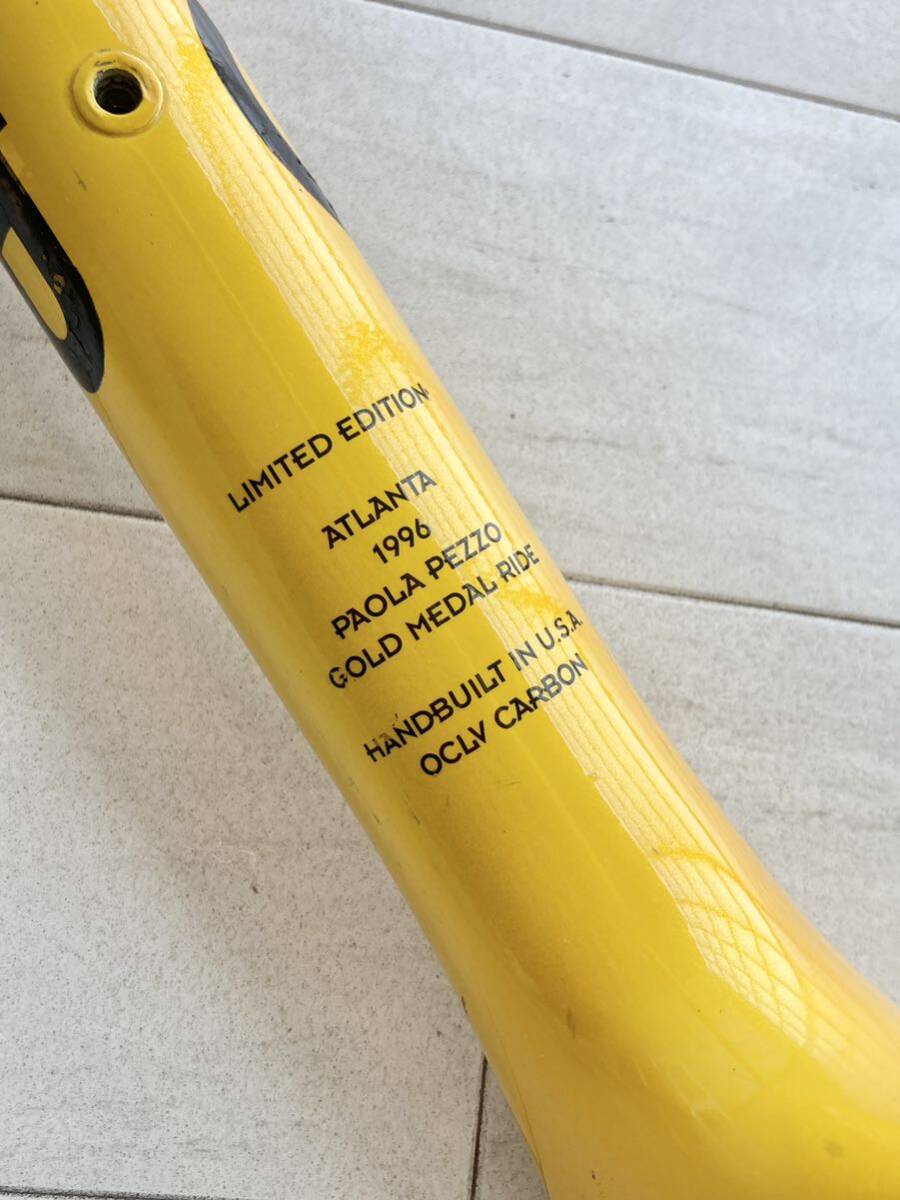 LIMITED EDITION
ATLANTA
1996
PAOLA PEZZO
GOLD MEDAL RIDE
HANDBUILT IN U.S.A.
OCLV CARBON